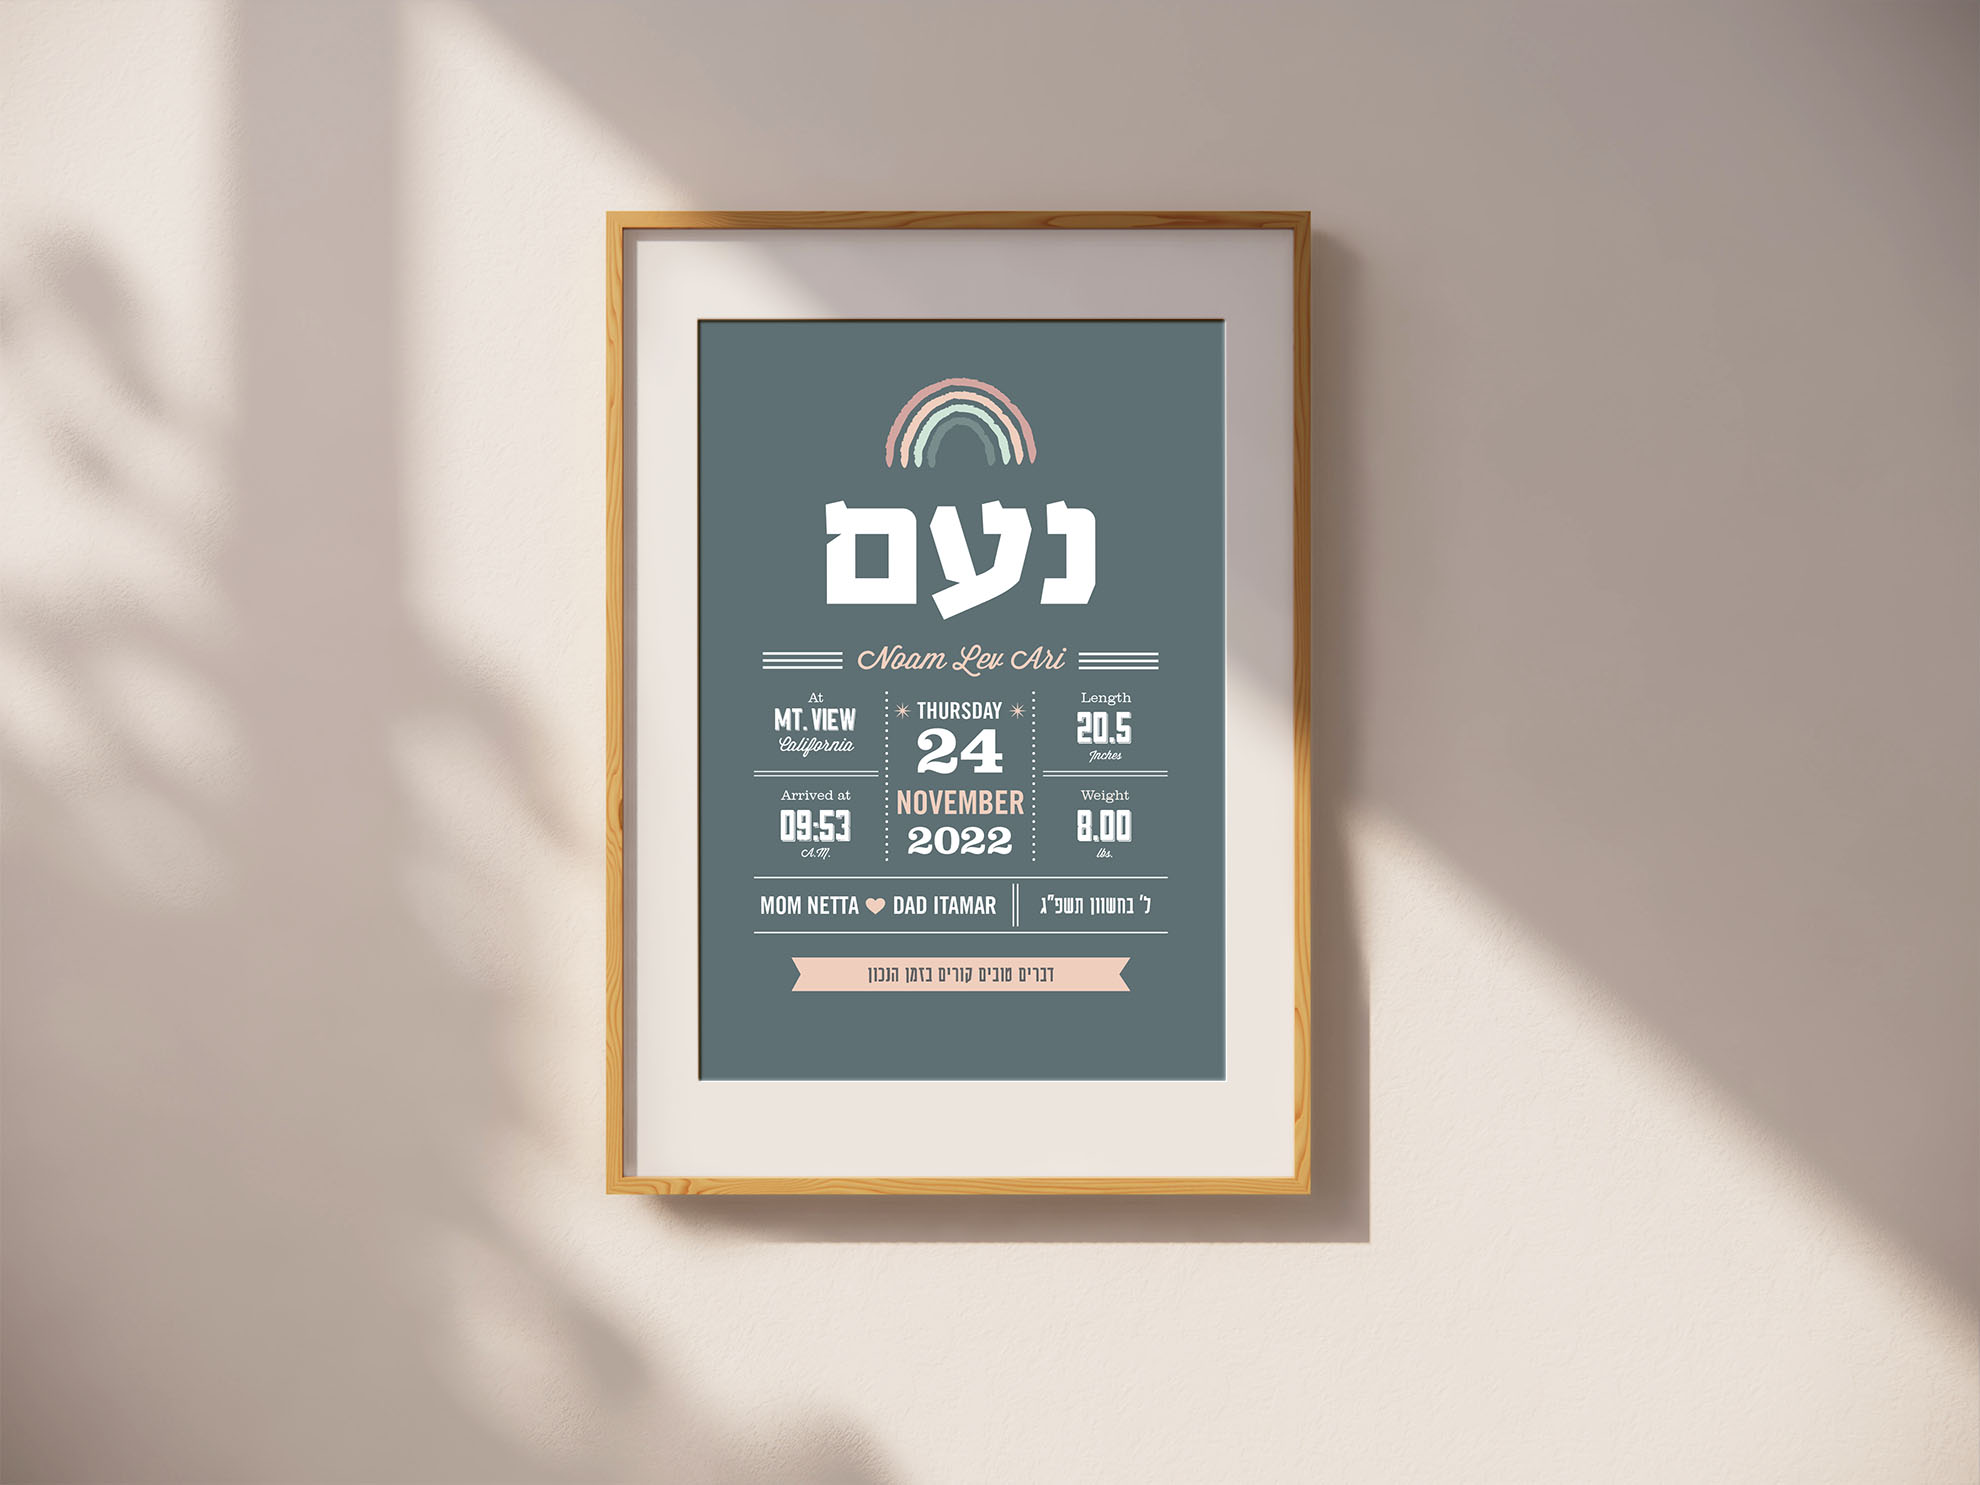 נעם
Noam Lev Ari
At
MT. VIEW
California
Arrived at
09:53
A.M.
THURSDAY
24
NOVEMBER
2022
Length
20.5
Inches
Weight
8.00
lbs.
MOM NETTA DAD ITAMAR
ל' בחשוון תשפ"ג
דברים טובים קורים בזמן הנכון